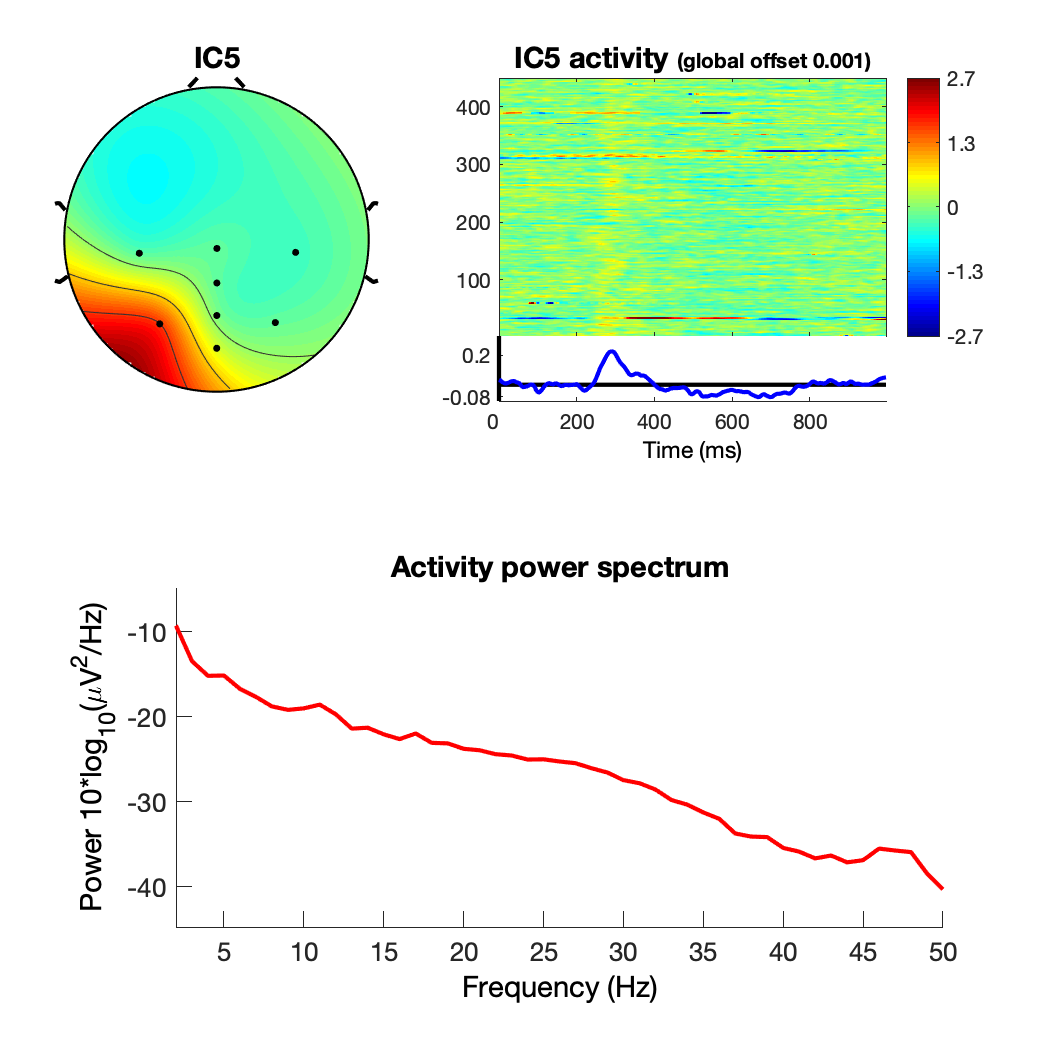 IC5
IC5 activity (global offset 0.001)
400
300
200
100
2.7
1.3
0
-1.3
-2.7
0.2
-0.08
0 200 400 600 800
Time (ms)
Activity power spectrum
Power 10*log10(μV2/Hz)
-10
-20
-30
-40
5 10 15 20 25 30 35 40 45 50
Frequency (Hz)